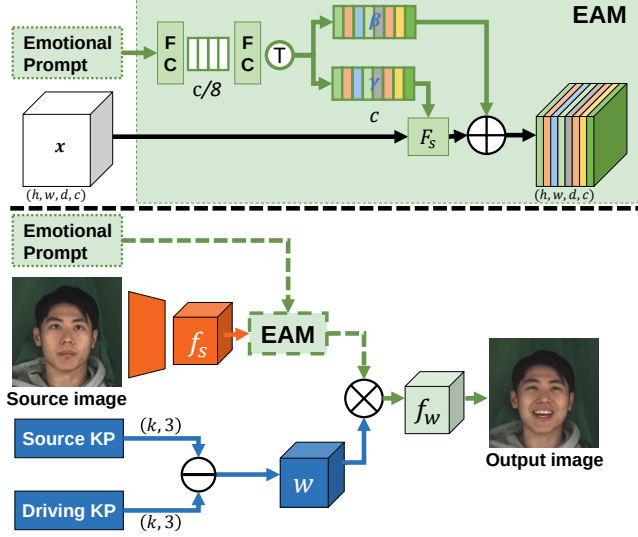 EAM
Emotional
Prompt
F
C
c/8
F
C
T
β
γ
c
x
F_s
(h, w, d, c)
(h, w, d, c)
Emotional
Prompt
f_s
EAM
Source image
Source KP
(k, 3)
Driving KP
(k, 3)
w
f_w
Output image